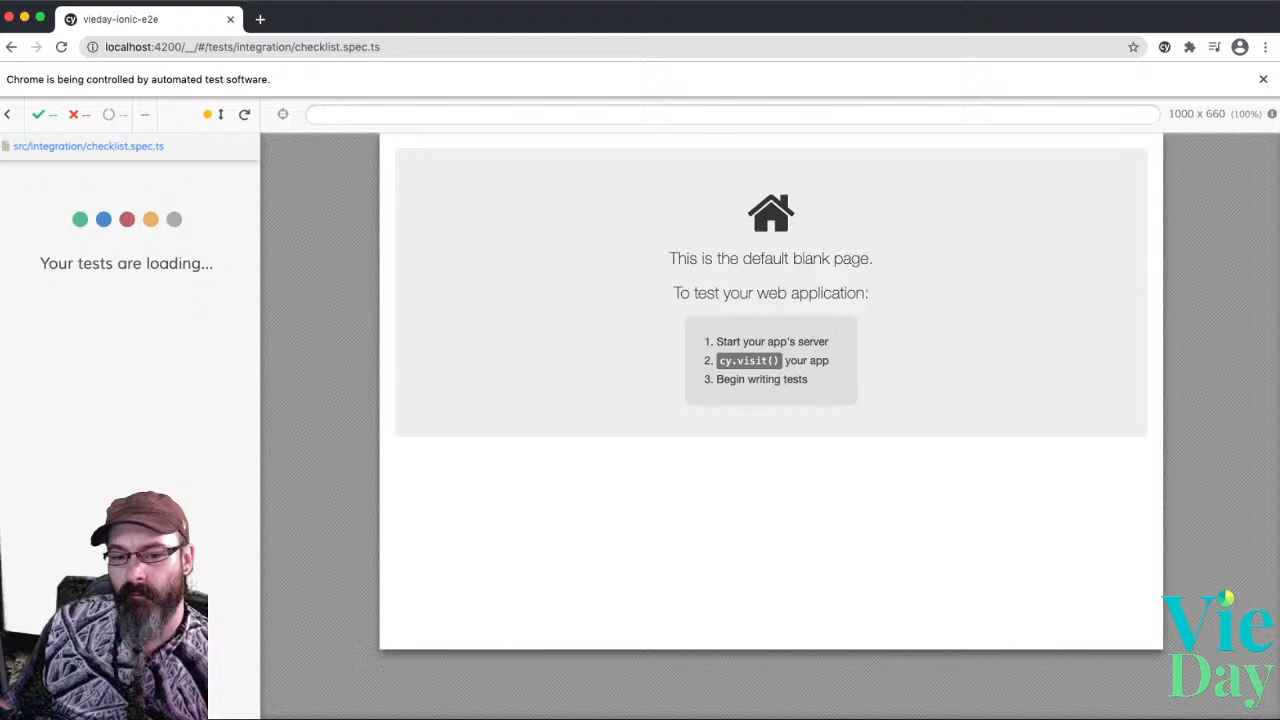 vieday-ionic-e2e
localhost:4200/__/#/tests/integration/checklist.spec.ts
Chrome is being controlled by automated test software.
-- -- -- --
1000 x 660 (100%)
src/integration/checklist.spec.ts
Your tests are loading...
This is the default blank page.
To test your web application:
1. Start your app's server
2. cy.visit() your app
3. Begin writing tests
Vie
Day